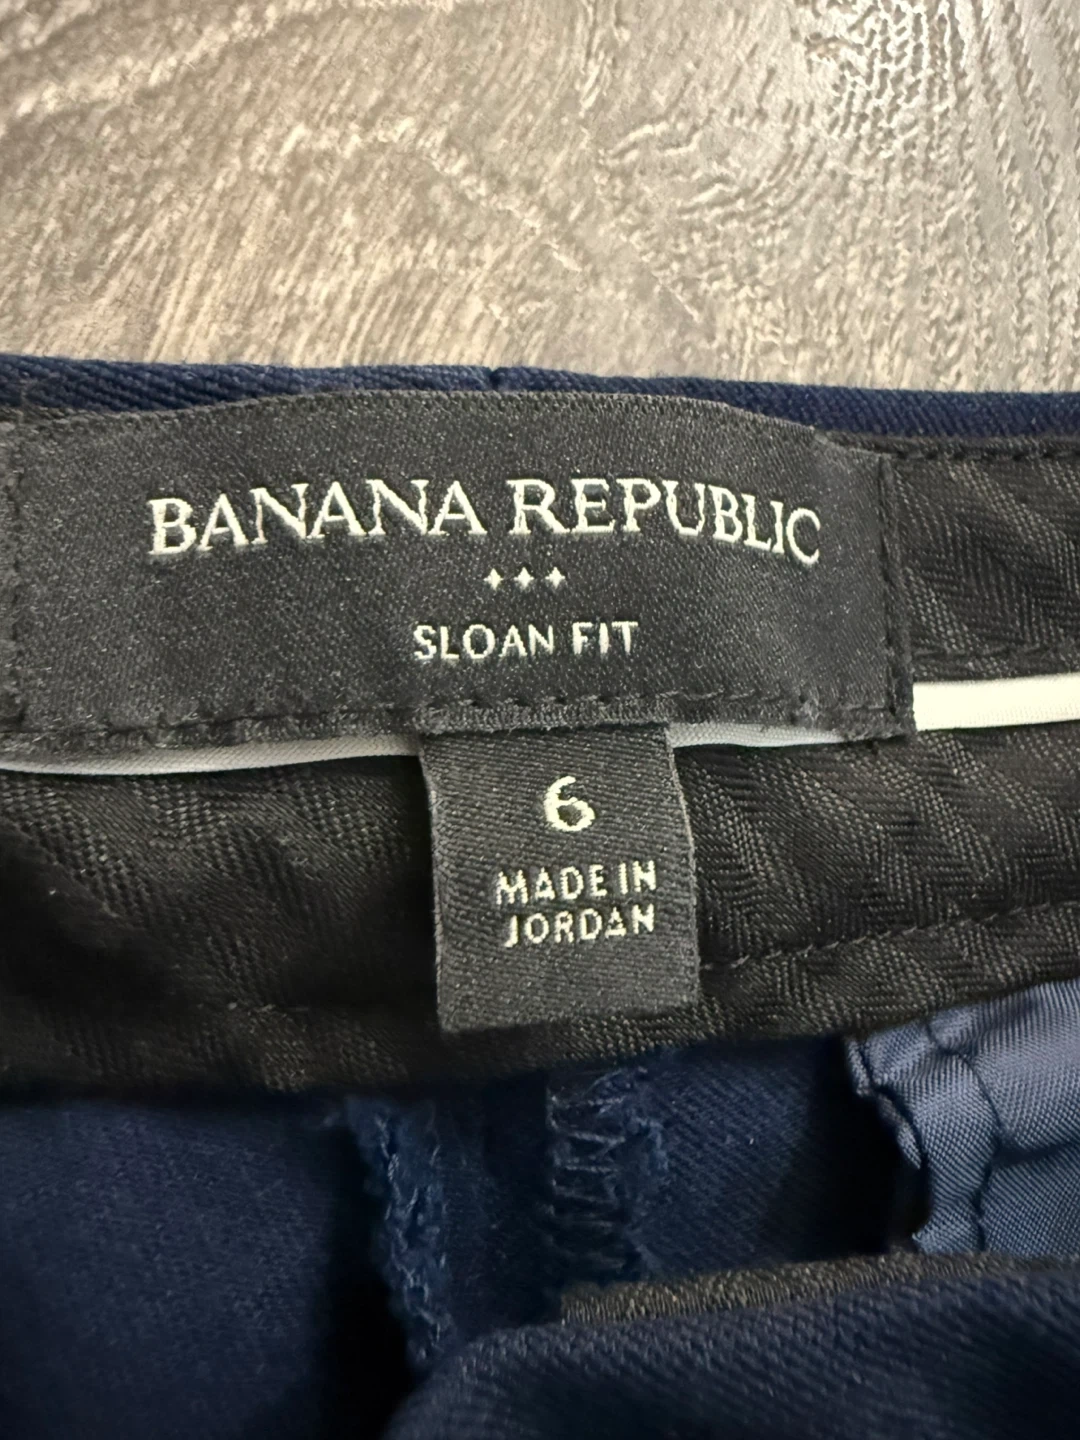 BANANA REPUBLIC
SLOAN FIT
6
MADE IN
JORDAN